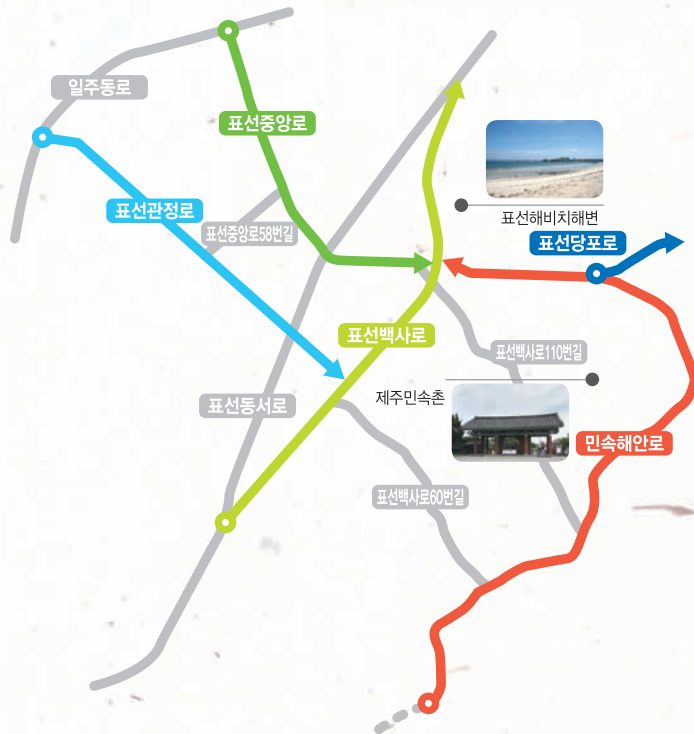 일주동로
표선중앙로
표선관정로
표선중앙로58번길
표선해비치해변
표선당포로
표선백사로
표선백사로110번길
제주민속촌
표선동서로
민속해안로
표선백사로60번길